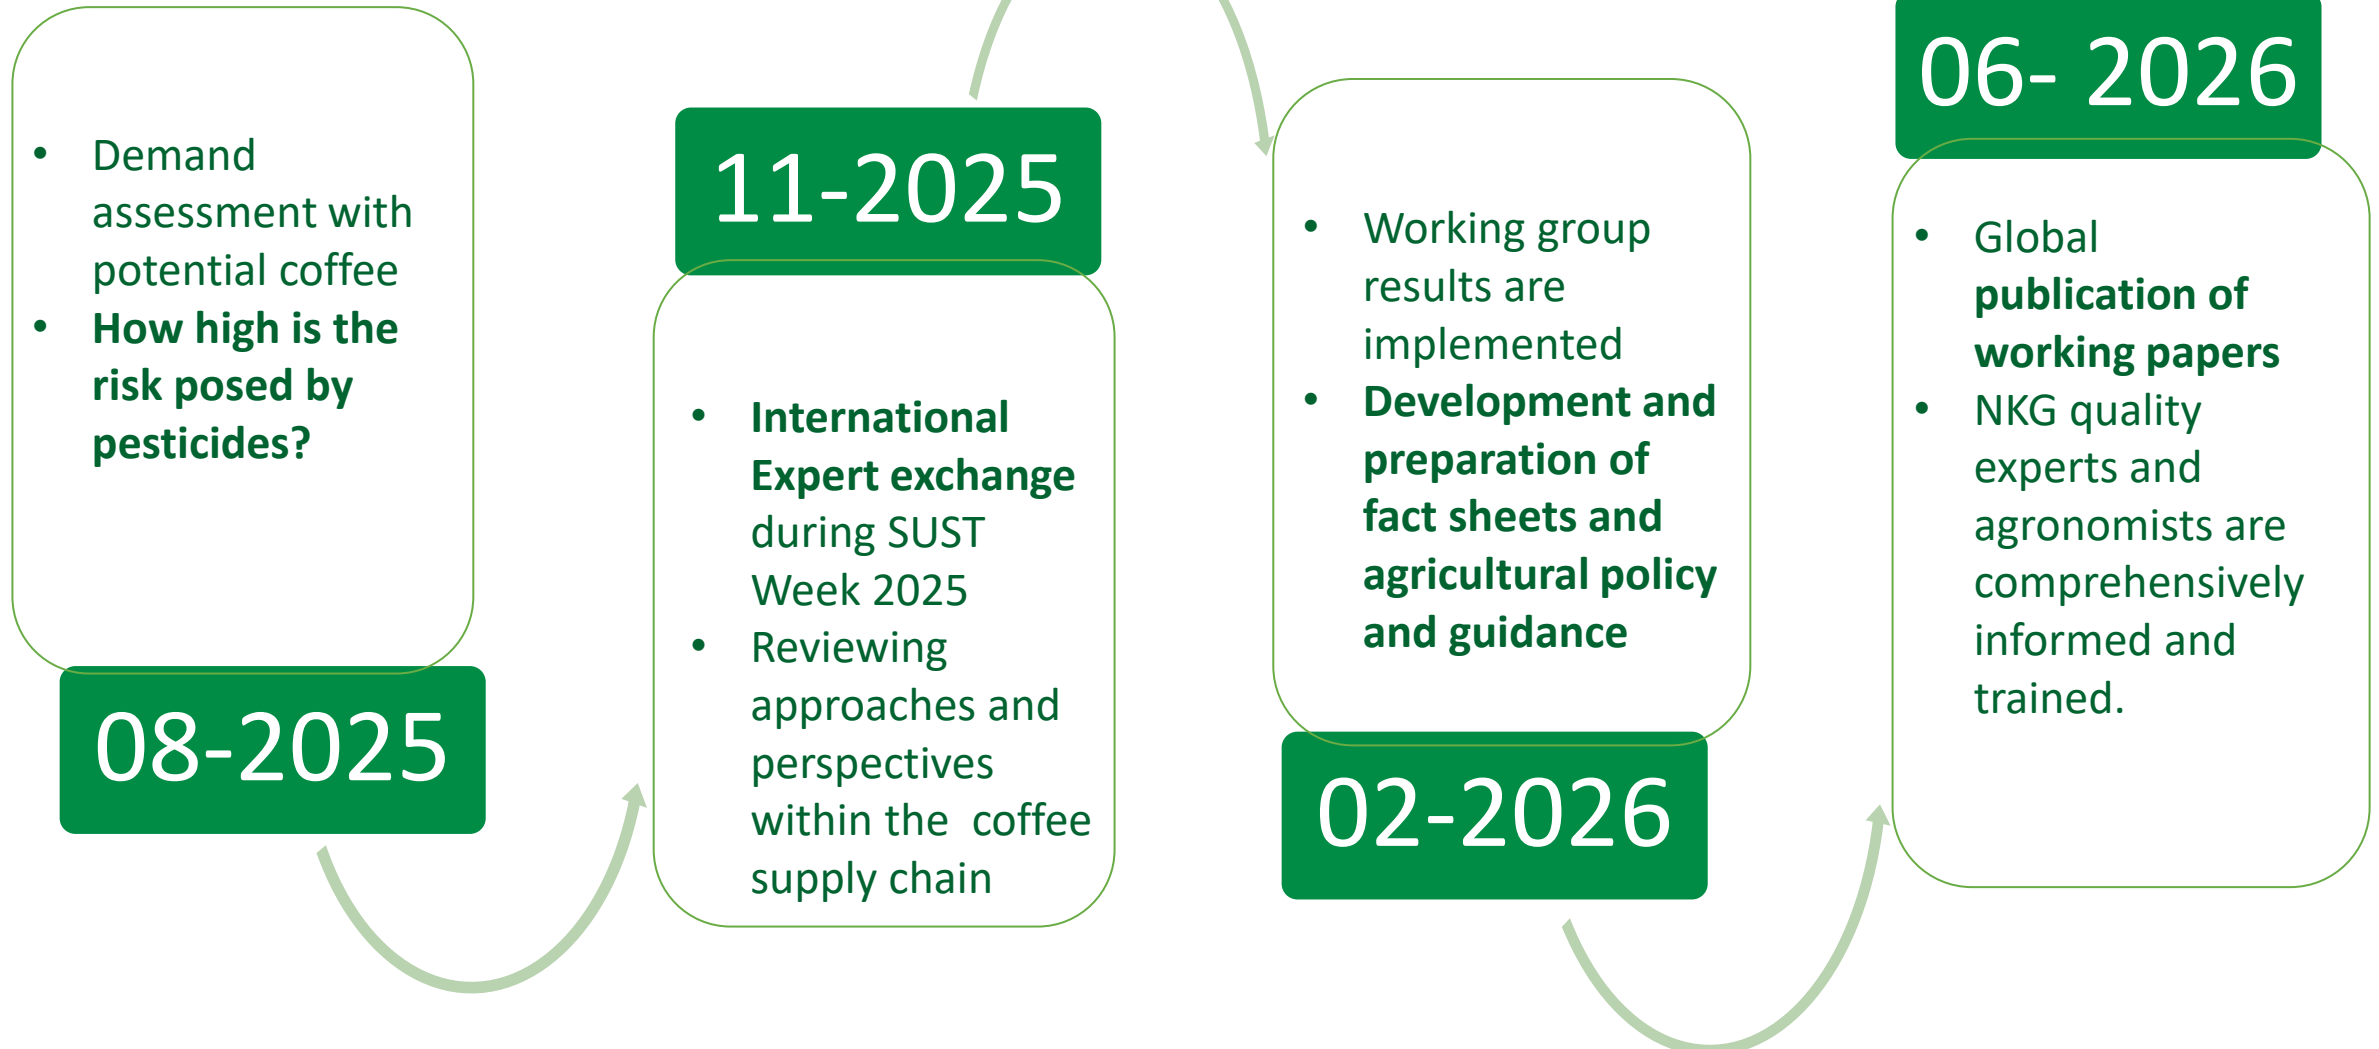 • Demand
assessment with
potential coffee
• How high is the
risk posed by
pesticides?
08-2025
11-2025
• International
Expert exchange
during SUST
Week 2025
• Reviewing
approaches and
perspectives
within the  coffee
supply chain
• Working group
results are
implemented
• Development and
preparation of
fact sheets and
agricultural policy
and guidance
02-2026
06- 2026
• Global
publication of
working papers
• NKG quality
experts and
agronomists are
comprehensively
informed and
trained.